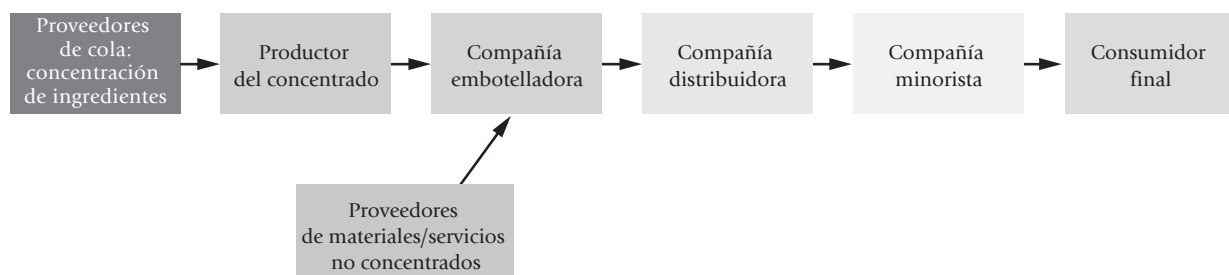 Proveedores
de cola:
concentración
de ingredientes
Productor
del concentrado
Compañía
embotelladora
Compañía
distribuidora
Compañía
minorista
Consumidor
final
Proveedores
de materiales/servicios
no concentrados